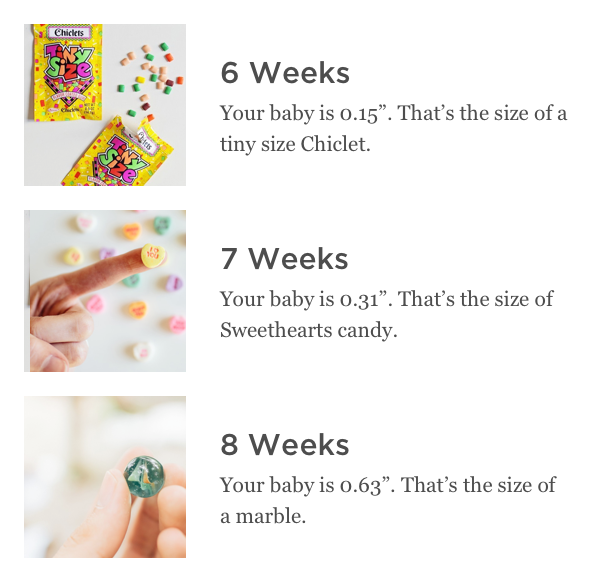 Chiclets
Tiny
Size
Chiclets
6 Weeks
Your baby is 0.15”. That’s the size of a
tiny size Chiclet.
7 Weeks
Your baby is 0.31”. That’s the size of
Sweethearts candy.
8 Weeks
Your baby is 0.63”. That’s the size of
a marble.